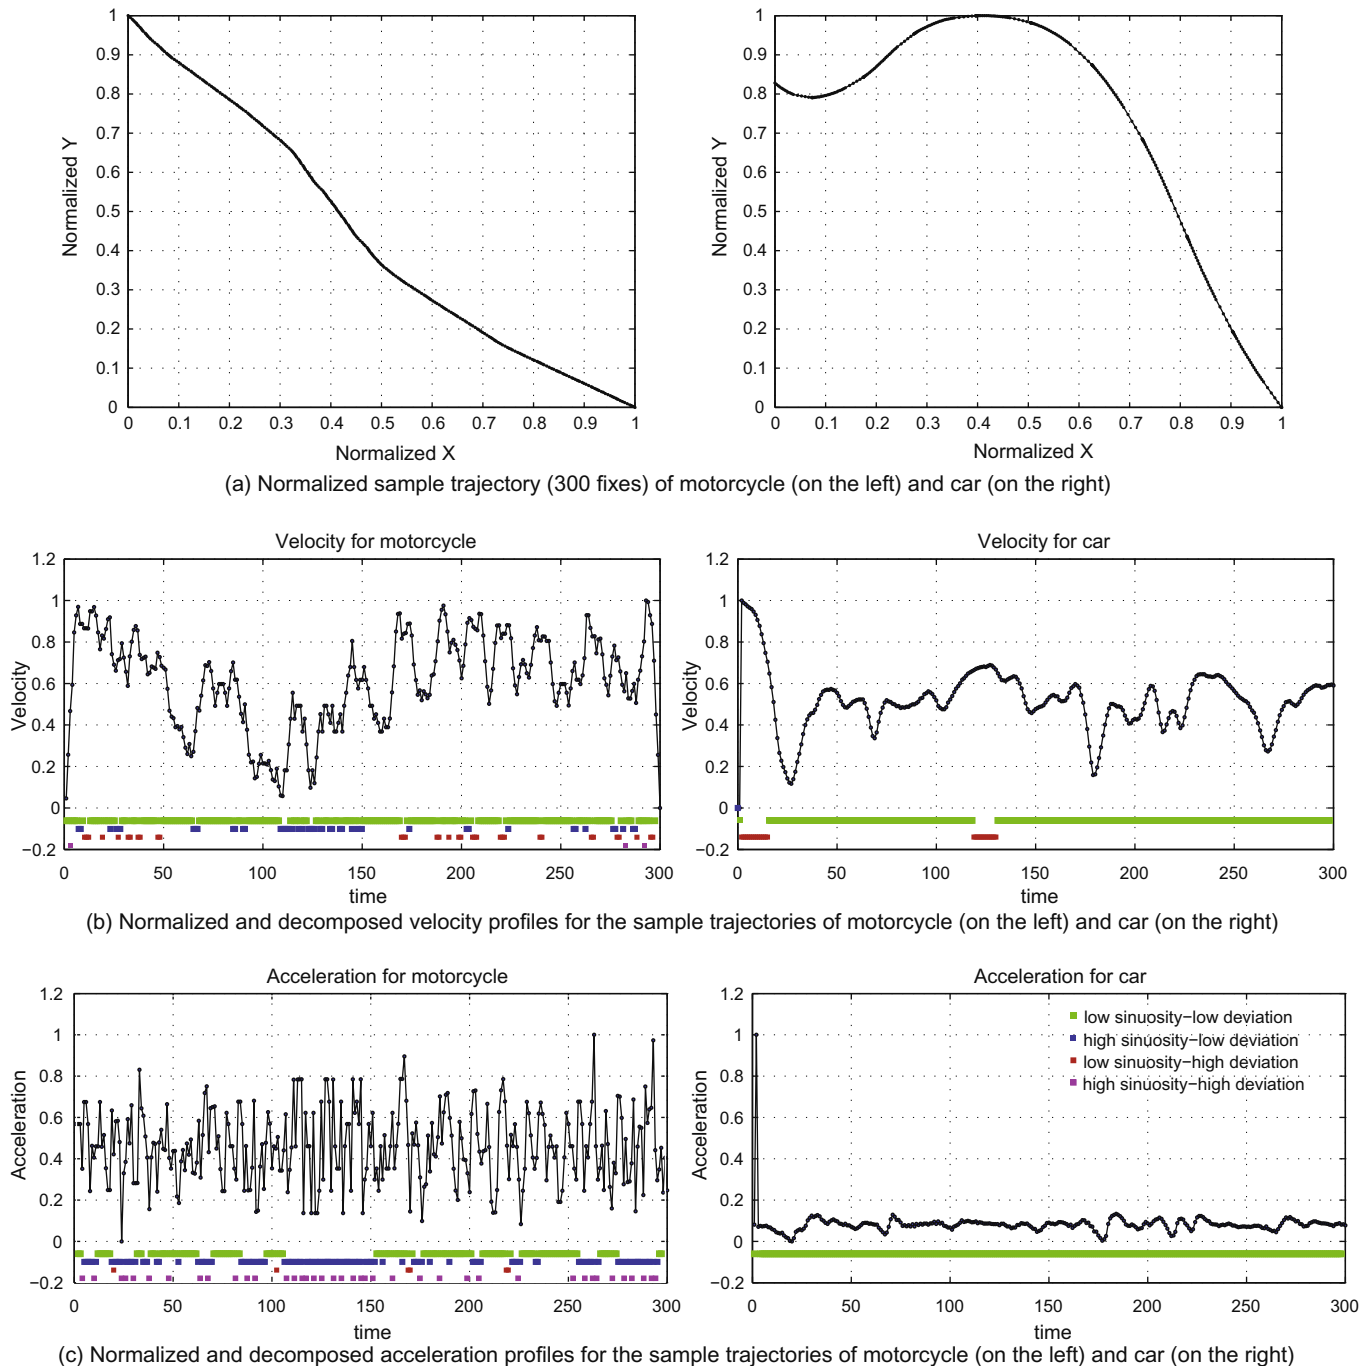 1
0.9
0.8
0.7
0.6
0.5
0.4
0.3
0.2
0.1
0
Normalized Y
0 0.1 0.2 0.3 0.4 0.5 0.6 0.7 0.8 0.9 1
Normalized X
1
0.9
0.8
0.7
0.6
0.5
0.4
0.3
0.2
0.1
0
Normalized Y
0 0.1 0.2 0.3 0.4 0.5 0.6 0.7 0.8 0.9 1
Normalized X
(a) Normalized sample trajectory (300 fixes) of motorcycle (on the left) and car (on the right)
Velocity for motorcycle
1.2
1
0.8
0.6
0.4
0.2
0
−0.2
Velocity
0 50 100 150 200 250 300
time
Velocity for car
1.2
1
0.8
0.6
0.4
0.2
0
−0.2
Velocity
0 50 100 150 200 250 300
time
(b) Normalized and decomposed velocity profiles for the sample trajectories of motorcycle (on the left) and car (on the right)
Acceleration for motorcycle
1.2
1
0.8
0.6
0.4
0.2
0
−0.2
Acceleration
0 50 100 150 200 250 300
time
Acceleration for car
1.2
1
0.8
0.6
0.4
0.2
0
−0.2
Acceleration
low sinuosity−low deviation
high sinuosity−low deviation
low sinuosity−high deviation
high sinuosity−high deviation
0 50 100 150 200 250 300
time
(c) Normalized and decomposed acceleration profiles for the sample trajectories of motorcycle (on the left) and car (on the right)